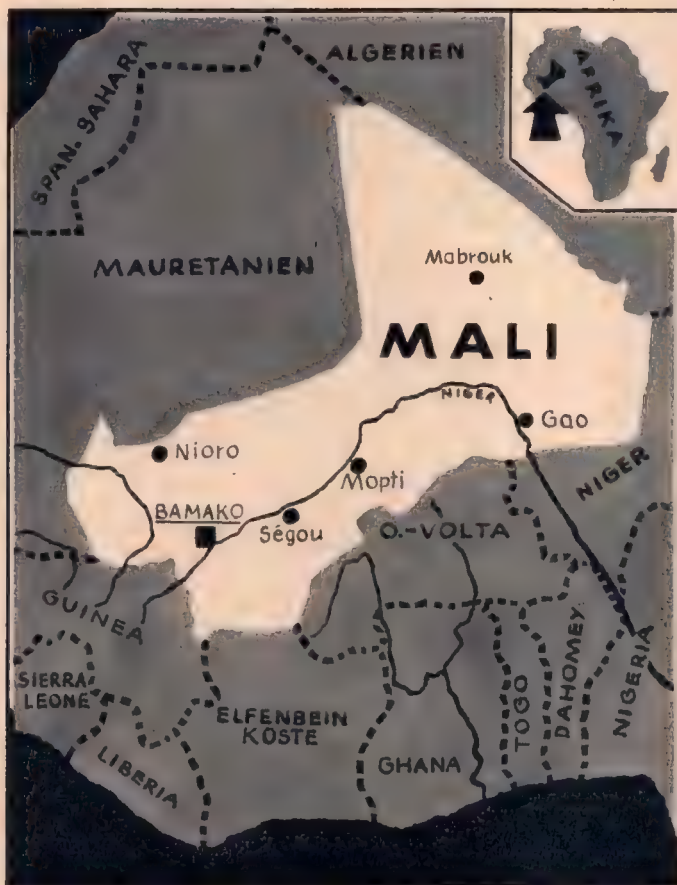 ALGERIEN
AFRIKA
SPAN. SAHARA
MAURETANIEN
Mabrouk
MALI
NIGER
Gao
Nioro
Mopti
NIGER
BAMAKO
Ségou
O.-VOLTA
GUINEA
SIERRA
LEONE
ELFENBEIN
KÜSTE
LIBERIA
GHANA
TOGO
DAHOMEY
NIGERIA